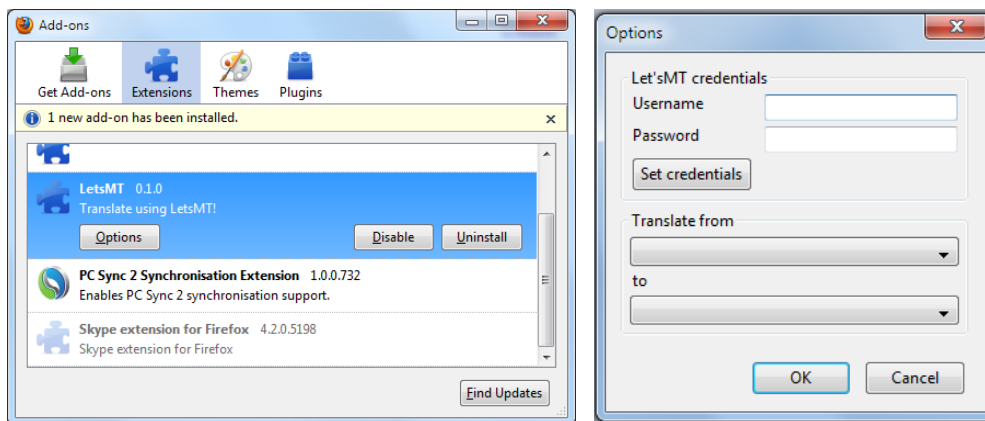 Add-ons
Get Add-ons Extensions Themes Plugins
1 new add-on has been installed.
LetsMT 0.1.0
Translate using LetsMT!
Options Disable Uninstall
PC Sync 2 Synchronisation Extension 1.0.0.732
Enables PC Sync 2 synchronisation support.
Skype extension for Firefox 4.2.0.5198
Skype extension for Firefox
Find Updates
Options
Let'sMT credentials
Username
Password
Set credentials
Translate from
to
OK Cancel